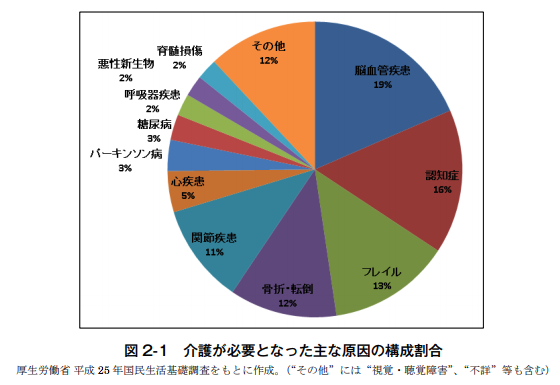 脳血管疾患
19%
認知症
16%
フレイル
13%
骨折・転倒
12%
関節疾患
11%
心疾患
5%
パーキンソン病
3%
糖尿病
3%
呼吸器疾患
2%
悪性新生物
2%
脊髄損傷
2%
その他
12%
図 2-1 介護が必要となった主な原因の構成割合
厚生労働省 平成 25 年国民生活基礎調査をもとに作成。(“その他” には “視覚・聴覚障害”、“不詳” 等も含む)